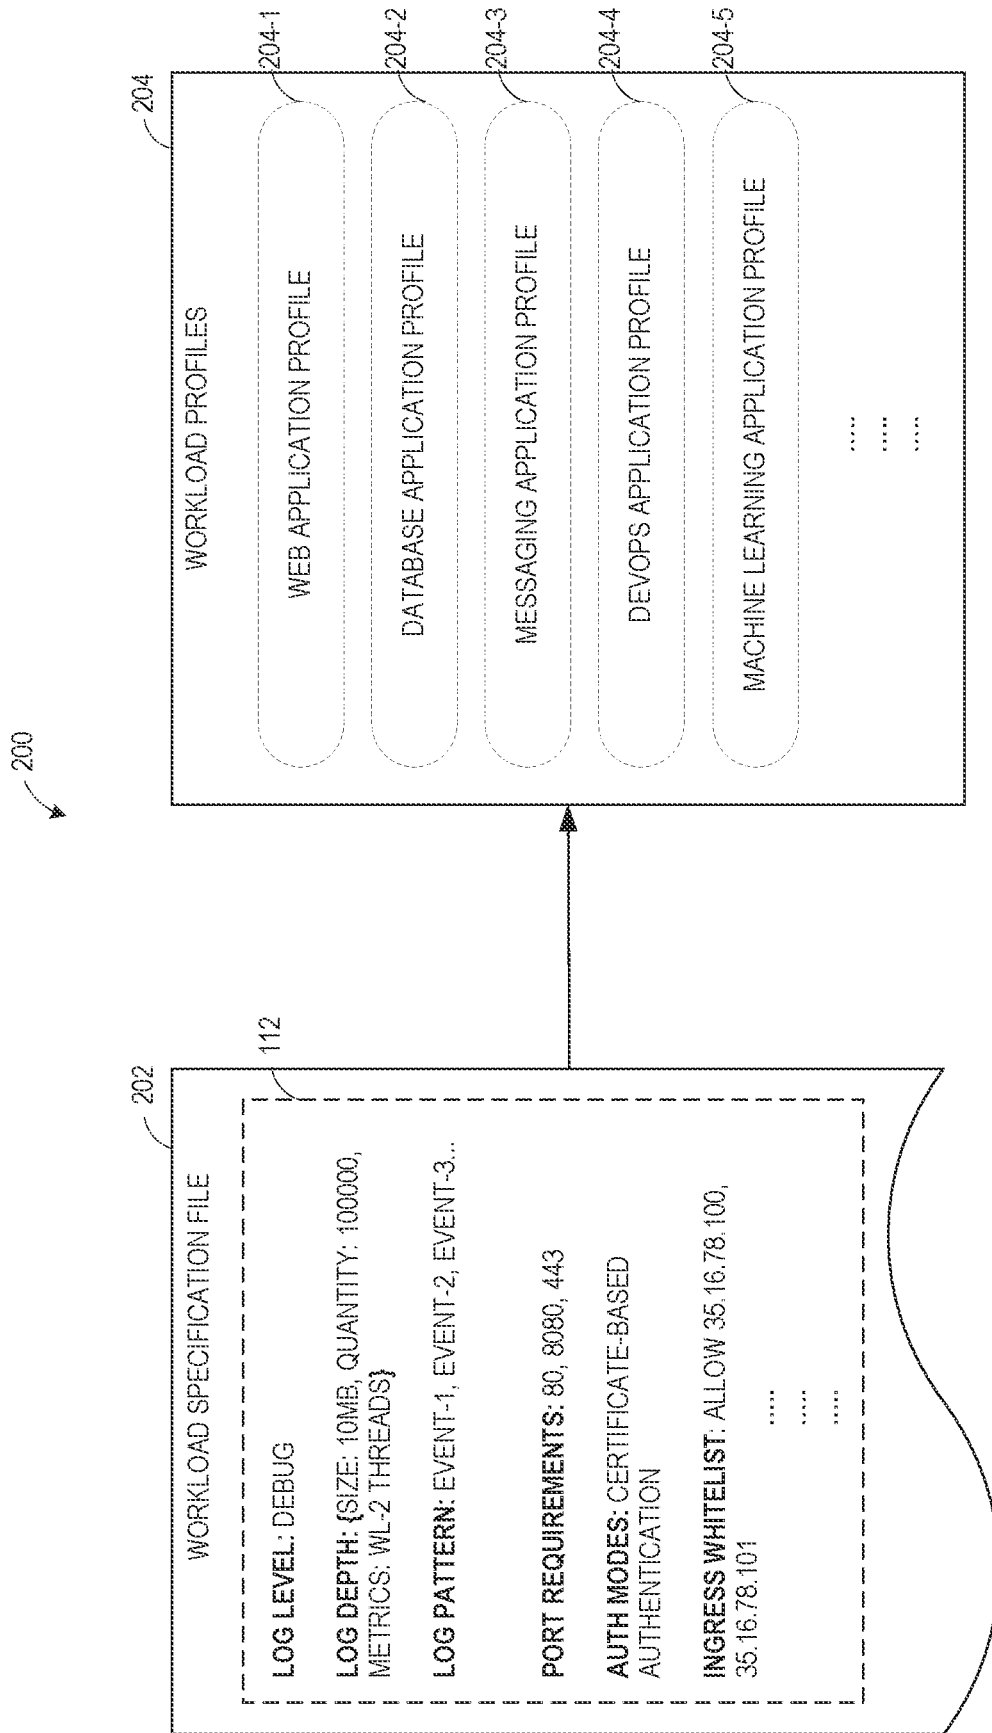 200
202
WORKLOAD SPECIFICATION FILE
112
LOG LEVEL: DEBUG
LOG DEPTH: {SIZE: 10MB, QUANTITY: 100000,
METRICS: WL-2 THREADS}
LOG PATTERN: EVENT-1, EVENT-2, EVENT-3...
PORT REQUIREMENTS: 80, 8080, 443
AUTH MODES: CERTIFICATE-BASED
AUTHENTICATION
INGRESS WHITELIST: ALLOW 35.16.78.100,
35.16.78.101
.....
.....
.....
204
WORKLOAD PROFILES
WEB APPLICATION PROFILE
204-1
DATABASE APPLICATION PROFILE
204-2
MESSAGING APPLICATION PROFILE
204-3
DEVOPS APPLICATION PROFILE
204-4
MACHINE LEARNING APPLICATION PROFILE
204-5
.....
.....
.....